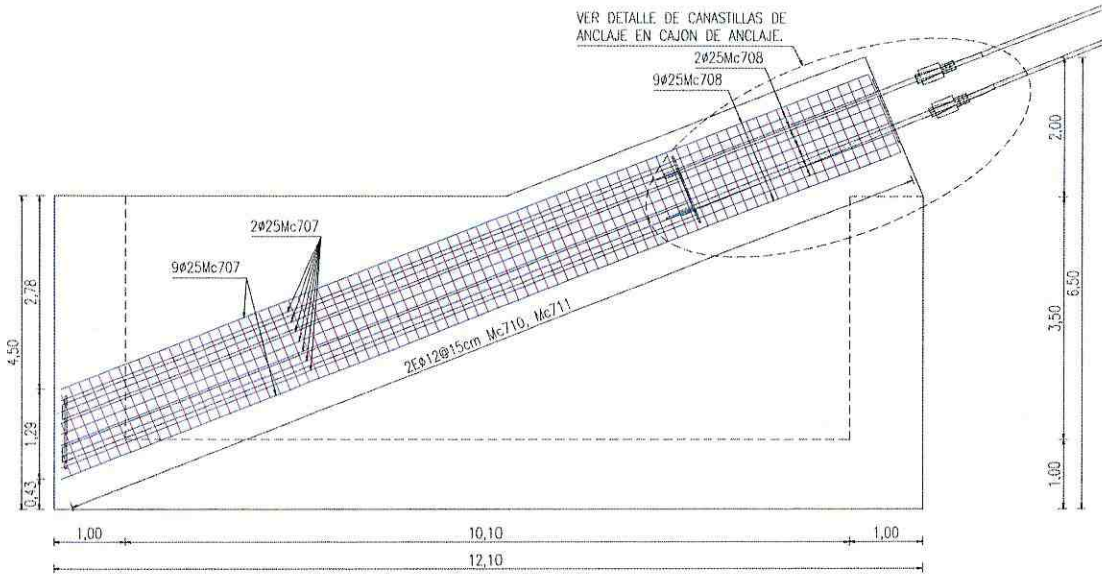 VER DETALLE DE CANASTILLAS DE
ANCLAJE EN CAJON DE ANCLAJE.
2ø25Mc708
9ø25Mc708
2ø25Mc707
9ø25Mc707
2Eø12@15cm Mc710, Mc711
4,50
2,78
1,29
0,43
2,00
3,50
6,50
1,00
1,00
10,10
1,00
12,10